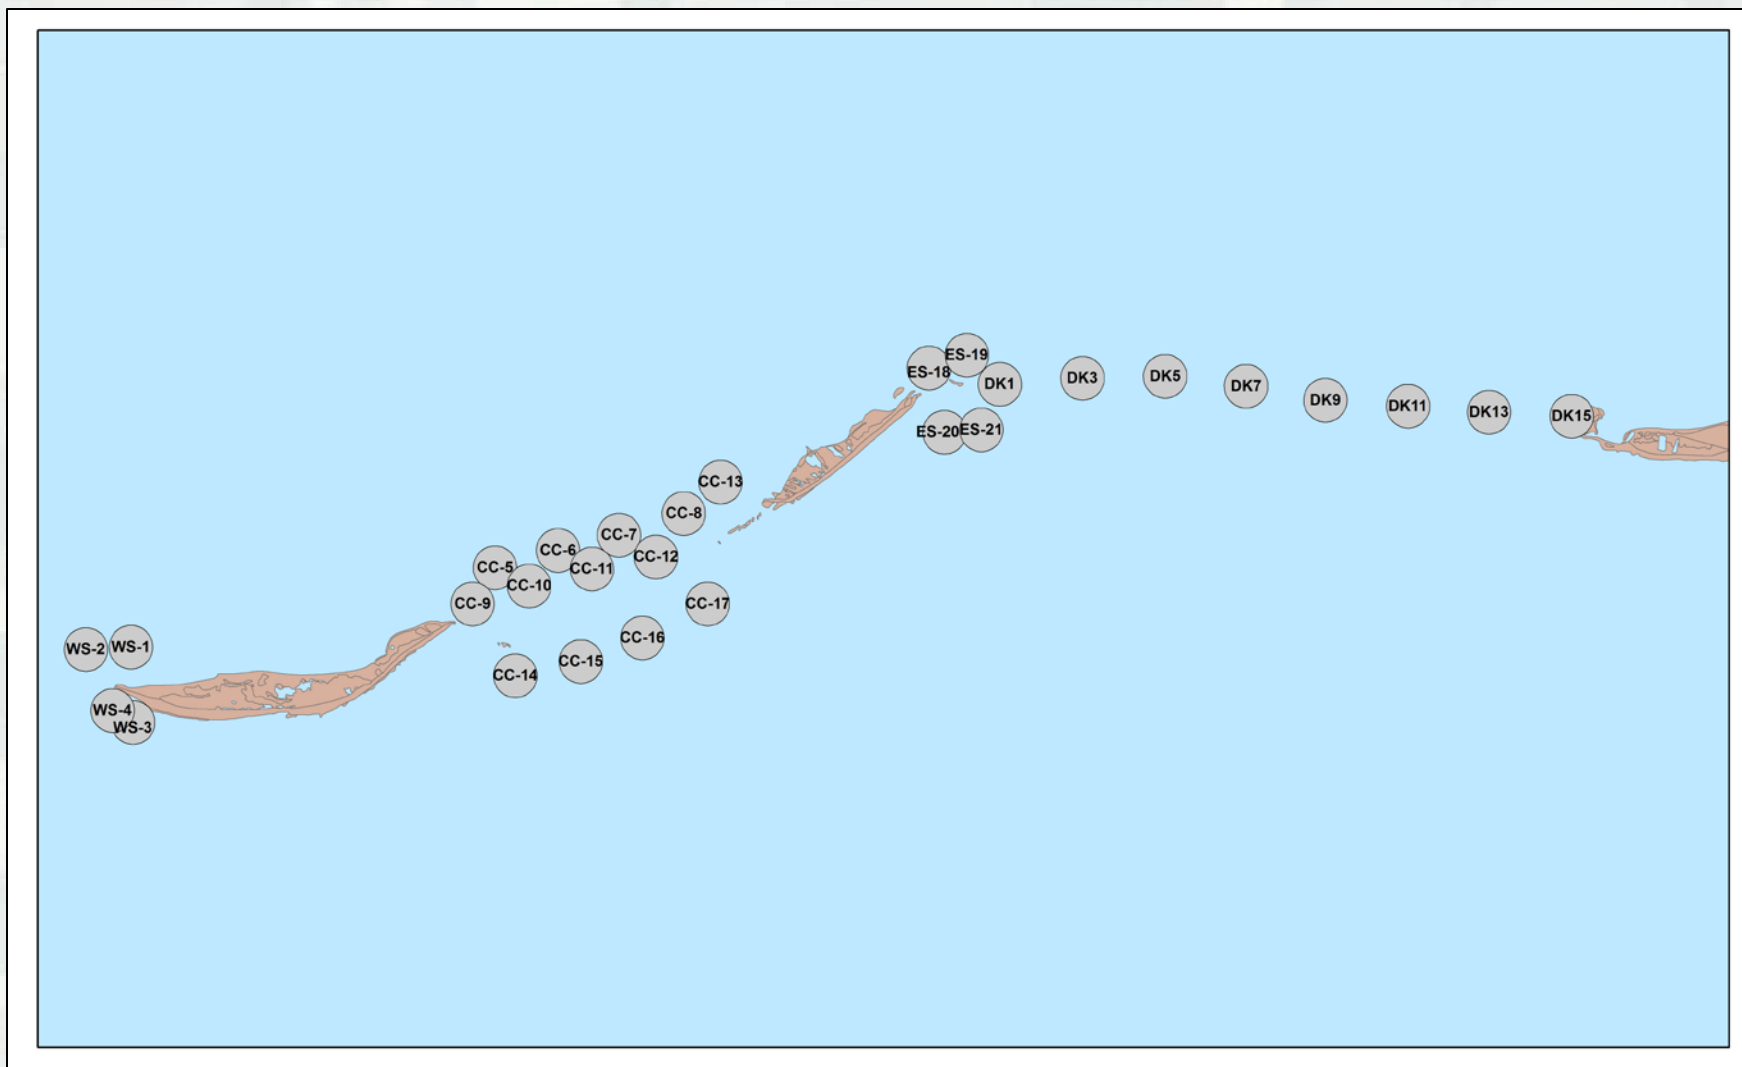 ES-19
ES-18
DK1
DK3
DK5
DK7
DK9
DK11
DK13
DK15
ES-20
ES-21
CC-13
CC-8
CC-7
CC-12
CC-6
CC-11
CC-5
CC-10
CC-9
CC-17
CC-16
CC-15
CC-14
WS-2
WS-1
WS-4
WS-3